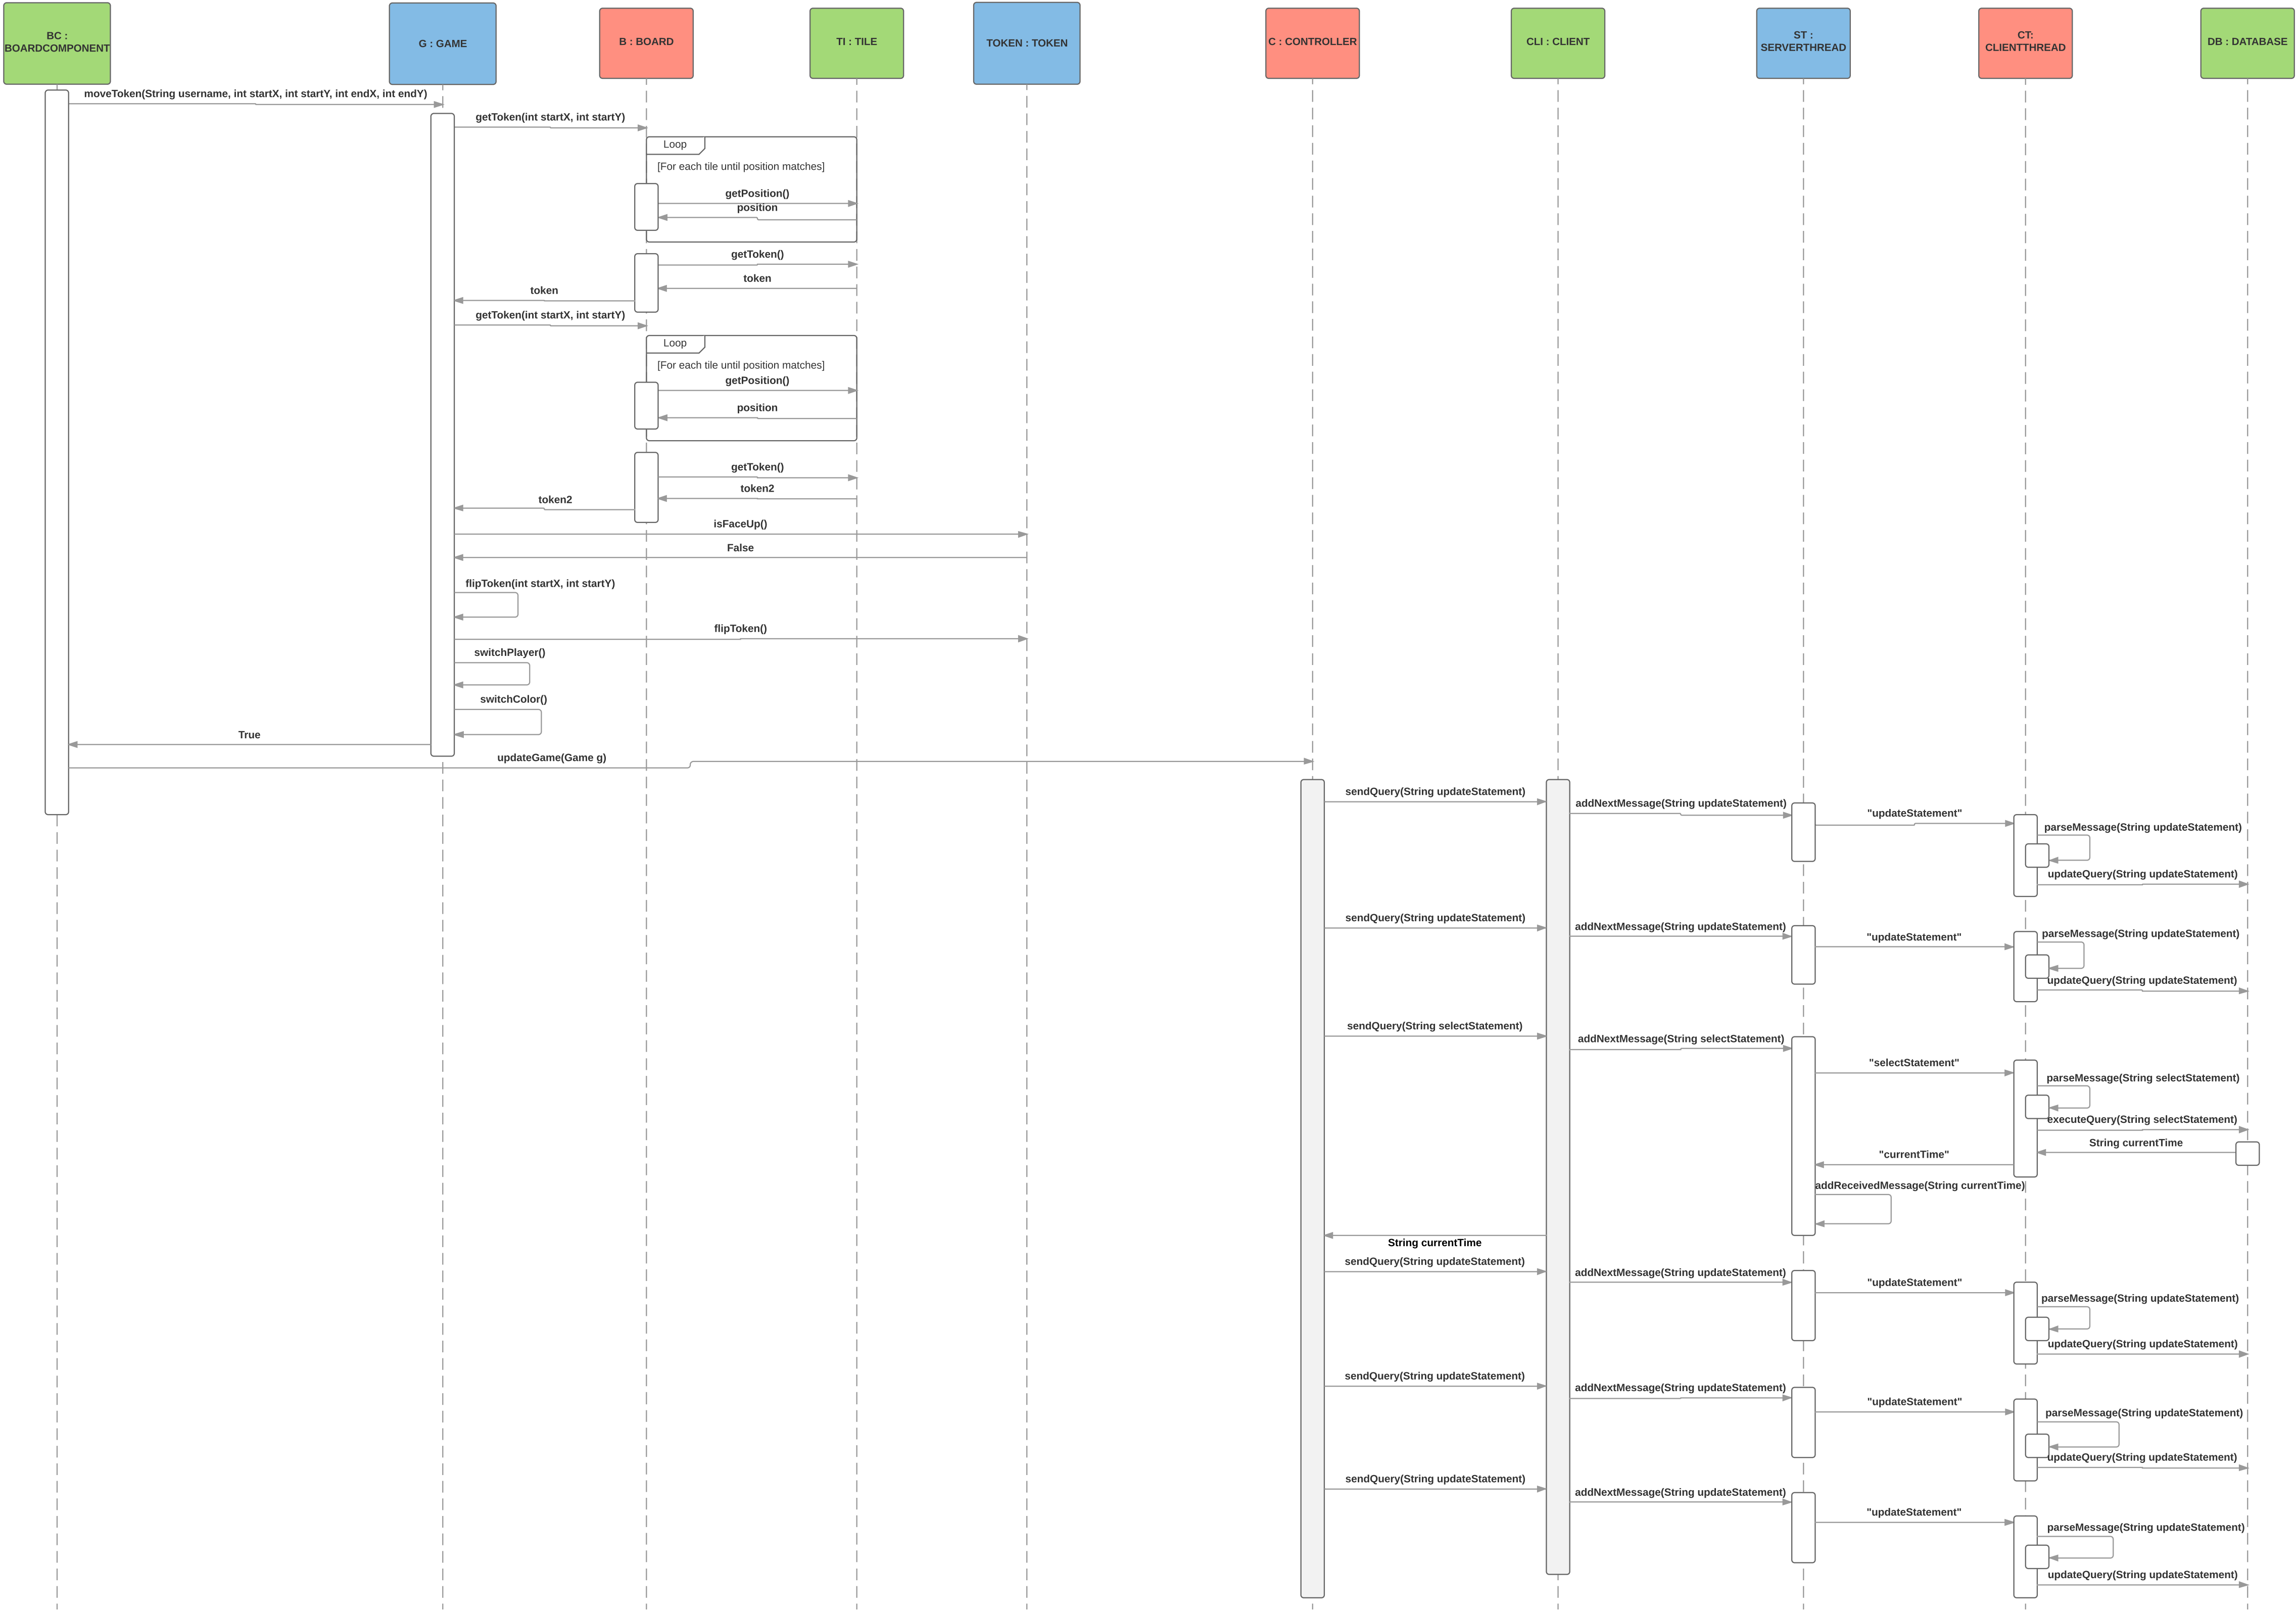 BC :
BOARDCOMPONENT
G : GAME
B : BOARD
TI : TILE
TOKEN : TOKEN
C : CONTROLLER
CLI : CLIENT
ST :
SERVERTHREAD
CT:
CLIENTTHREAD
DB : DATABASE
moveToken(String username, int startX, int startY, int endX, int endY)
getToken(int startX, int startY)
Loop
[For each tile until position matches]
getPosition()
position
getToken()
token
token
getToken(int startX, int startY)
Loop
[For each tile until position matches]
getPosition()
position
getToken()
token2
token2
isFaceUp()
False
flipToken(int startX, int startY)
flipToken()
switchPlayer()
switchColor()
True
updateGame(Game g)
sendQuery(String updateStatement)
addNextMessage(String updateStatement)
"updateStatement"
parseMessage(String updateStatement)
updateQuery(String updateStatement)
sendQuery(String updateStatement)
addNextMessage(String updateStatement)
"updateStatement"
parseMessage(String updateStatement)
updateQuery(String updateStatement)
sendQuery(String selectStatement)
addNextMessage(String selectStatement)
"selectStatement"
parseMessage(String selectStatement)
executeQuery(String selectStatement)
String currentTime
"currentTime"
addReceivedMessage(String currentTime)
String currentTime
sendQuery(String updateStatement)
addNextMessage(String updateStatement)
"updateStatement"
parseMessage(String updateStatement)
updateQuery(String updateStatement)
sendQuery(String updateStatement)
addNextMessage(String updateStatement)
"updateStatement"
parseMessage(String updateStatement)
updateQuery(String updateStatement)
sendQuery(String updateStatement)
addNextMessage(String updateStatement)
"updateStatement"
parseMessage(String updateStatement)
updateQuery(String updateStatement)